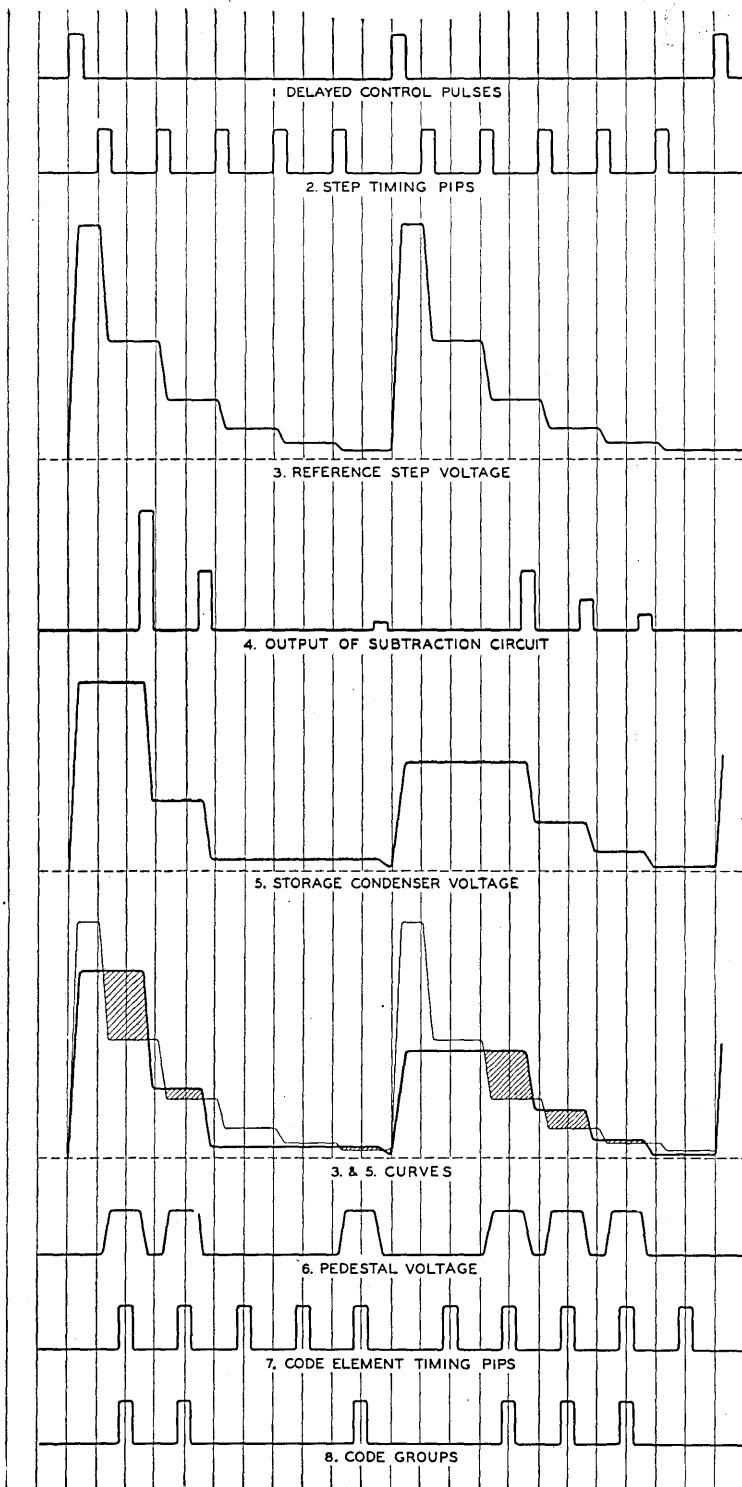 1 DELAYED CONTROL PULSES
2. STEP TIMING PIPS
3. REFERENCE STEP VOLTAGE
4. OUTPUT OF SUBTRACTION CIRCUIT
5. STORAGE CONDENSER VOLTAGE
3. & 5. CURVES
6. PEDESTAL VOLTAGE
7. CODE ELEMENT TIMING PIPS
8. CODE GROUPS